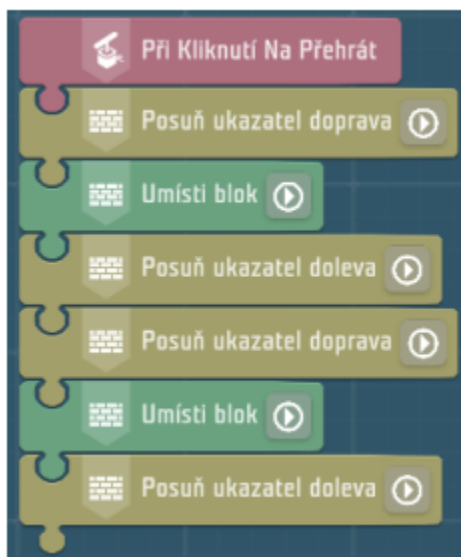 Při Kliknutí Na Přehrát
Posuň ukazatel doprava
Umísti blok
Posuň ukazatel doleva
Posuň ukazatel doprava
Umísti blok
Posuň ukazatel doleva